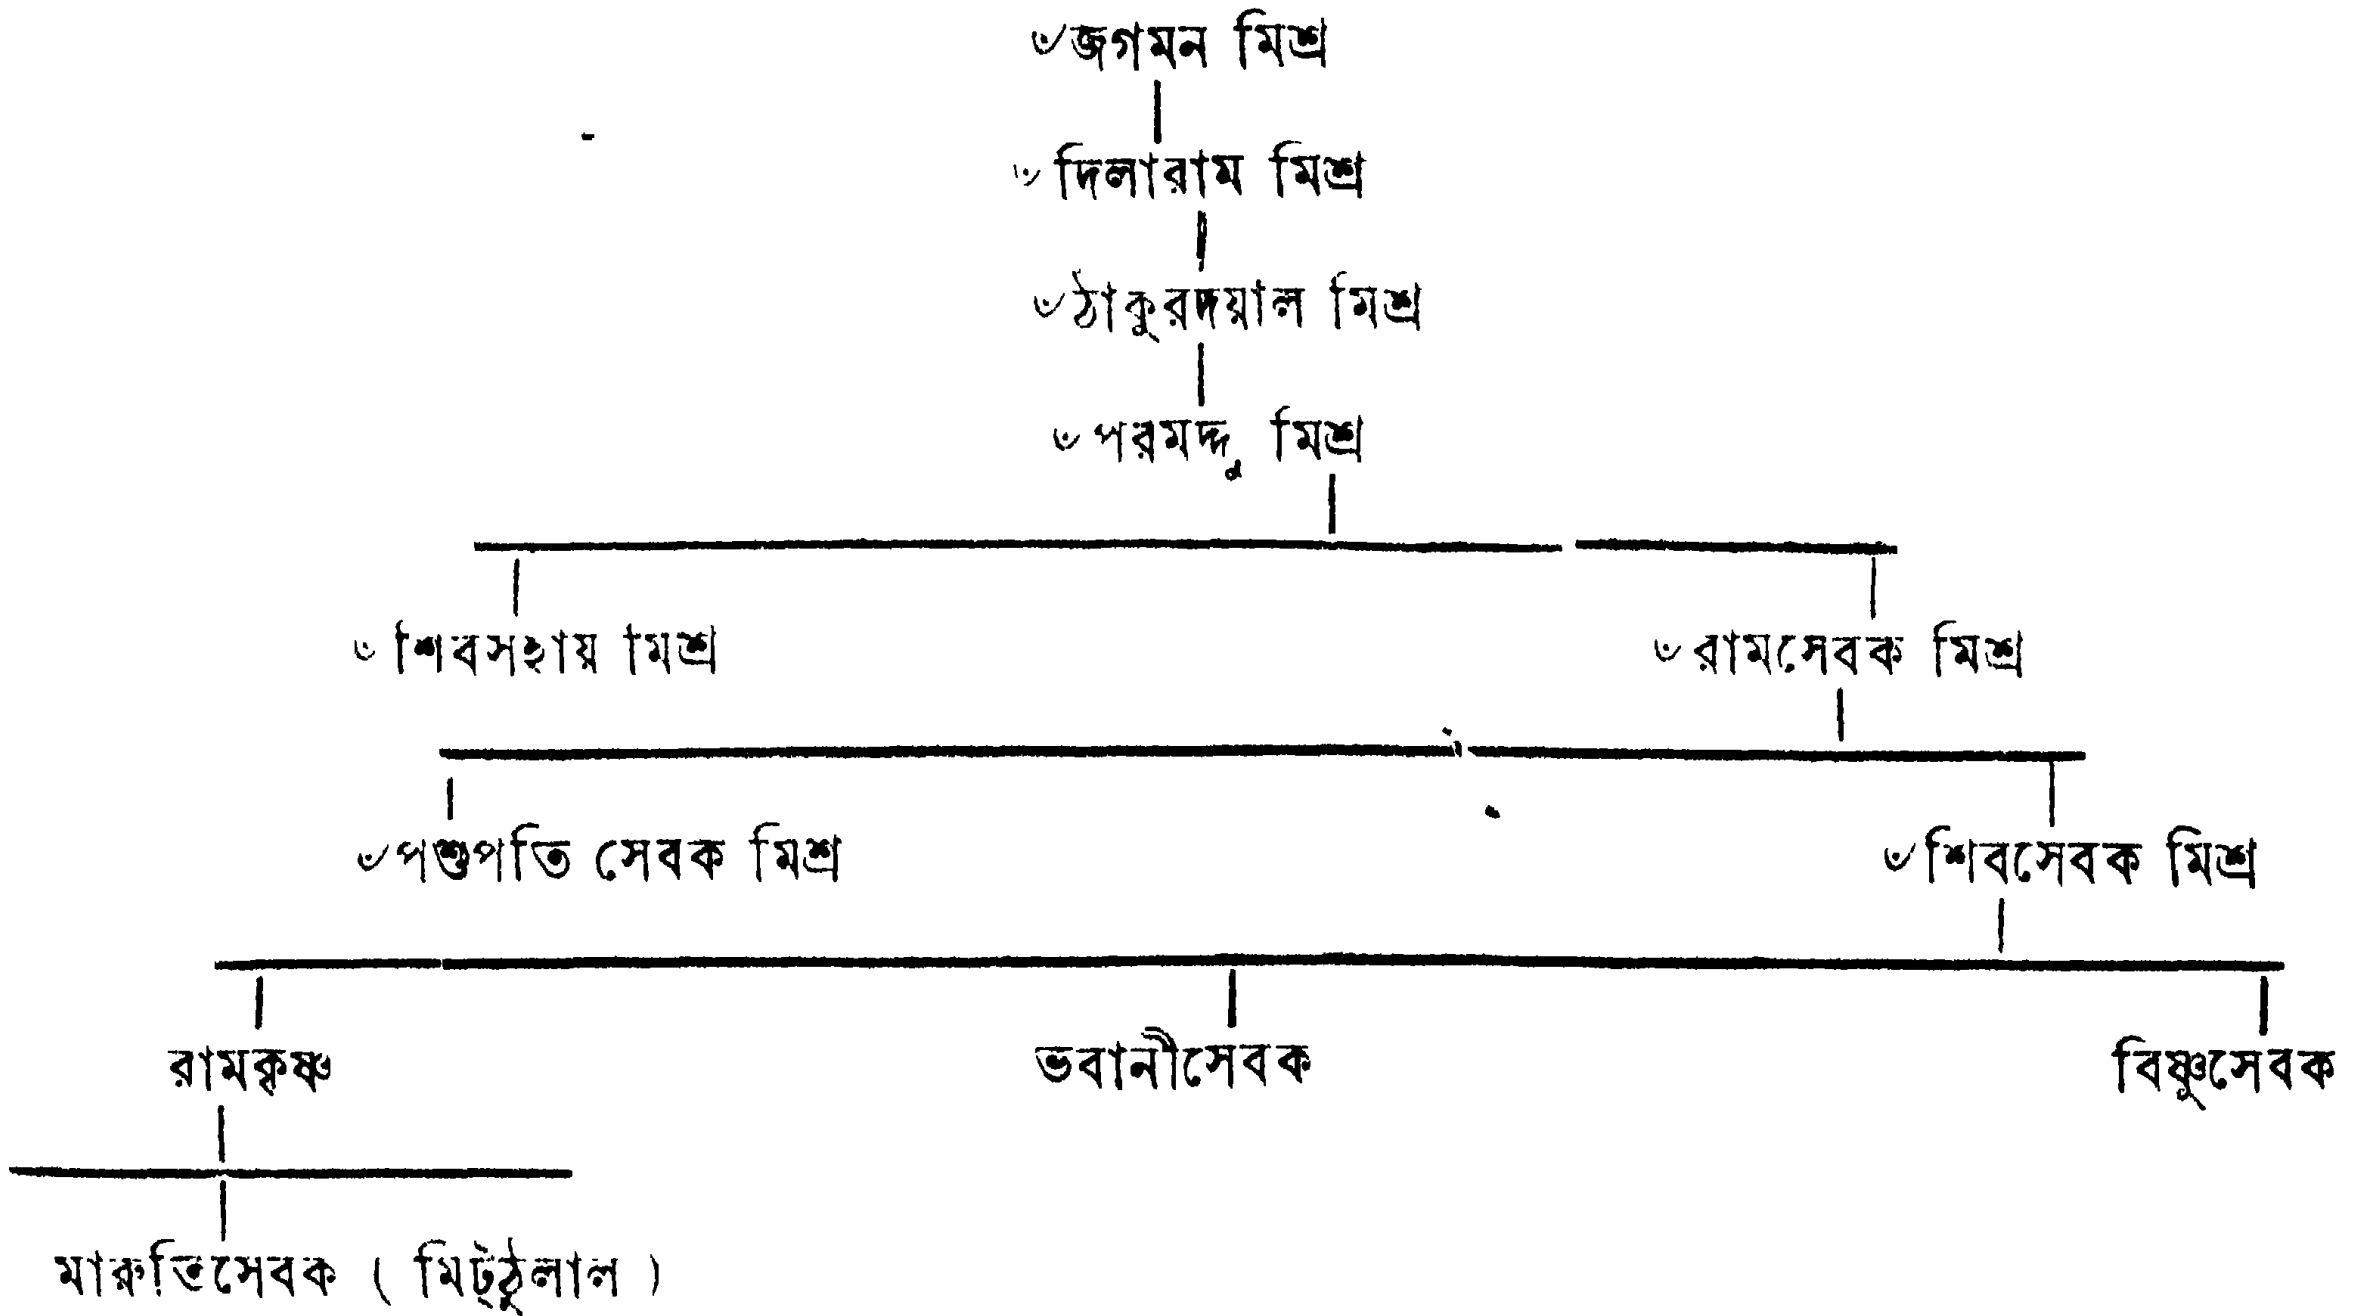 ৺জগমন মিশ্র
৺দিলারাম মিশ্র
৺ঠাকুরদয়াল মিশ্র
৺পরমদ্দু মিশ্র
৺শিবসহায় মিশ্র ৺রামসেবক মিশ্র
৺পশুপতি সেবক মিশ্র ৺শিবসেবক মিশ্র
রামকৃষ্ণ ভবানীসেবক বিষ্ণুসেবক
মারুতিসেবক ( মিট্ঠুলাল )